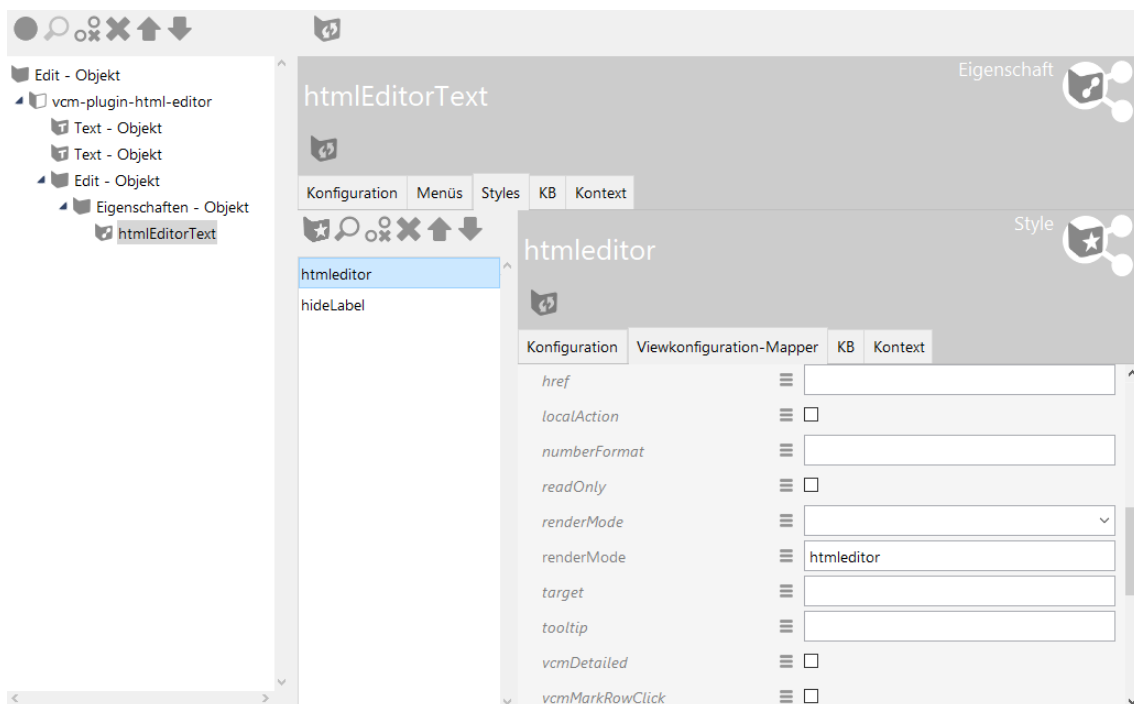 Edit - Objekt
vcm-plugin-html-editor
Text - Objekt
Text - Objekt
Edit - Objekt
Eigenschaften - Objekt
htmlEditorText
htmlEditorText
Eigenschaft
Konfiguration Menüs Styles KB Kontext
htmleditor
hideLabel
htmleditor
Style
Konfiguration Viewkonfiguration-Mapper KB Kontext
href
localAction
numberFormat
readOnly
renderMode
renderMode htmleditor
target
tooltip
vcmDetailed
vcmMarkRowClick